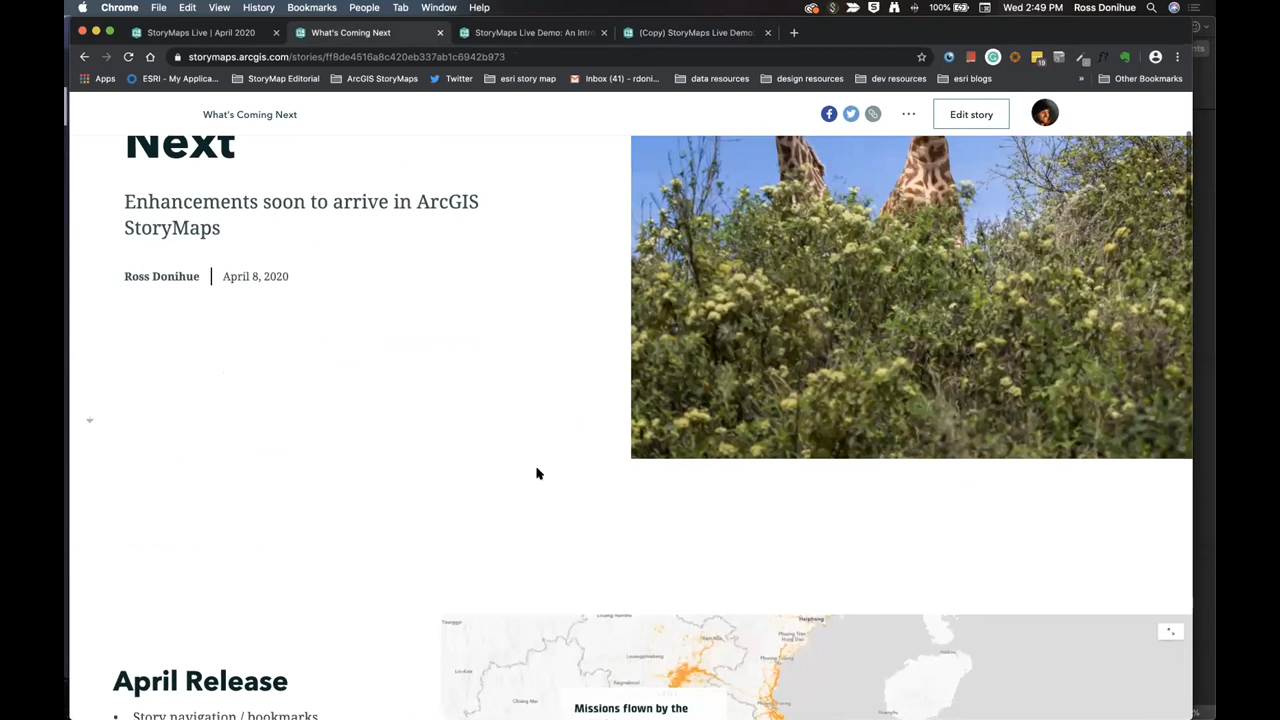 Chrome File Edit View History Bookmarks People Tab Window Help 100% Wed 2:49 PM Ross Donihue
StoryMaps Live | April 2020 What's Coming Next StoryMaps Live Demo: An Intr (Copy) StoryMaps Live Demo:
storymaps.arcgis.com/stories/ff8de4516a8c420eb337ab1c6942b973
Apps ESRI - My Applica... StoryMap Editorial ArcGIS StoryMaps Twitter esri story map Inbox (41) - rdoni... data resources design resources dev resources esri blogs » Other Bookmarks
What's Coming Next Edit story
Next
Enhancements soon to arrive in ArcGIS
StoryMaps
Ross Donihue | April 8, 2020
April Release
• Story navigation / bookmarks
Haiphong
Missions flown by the